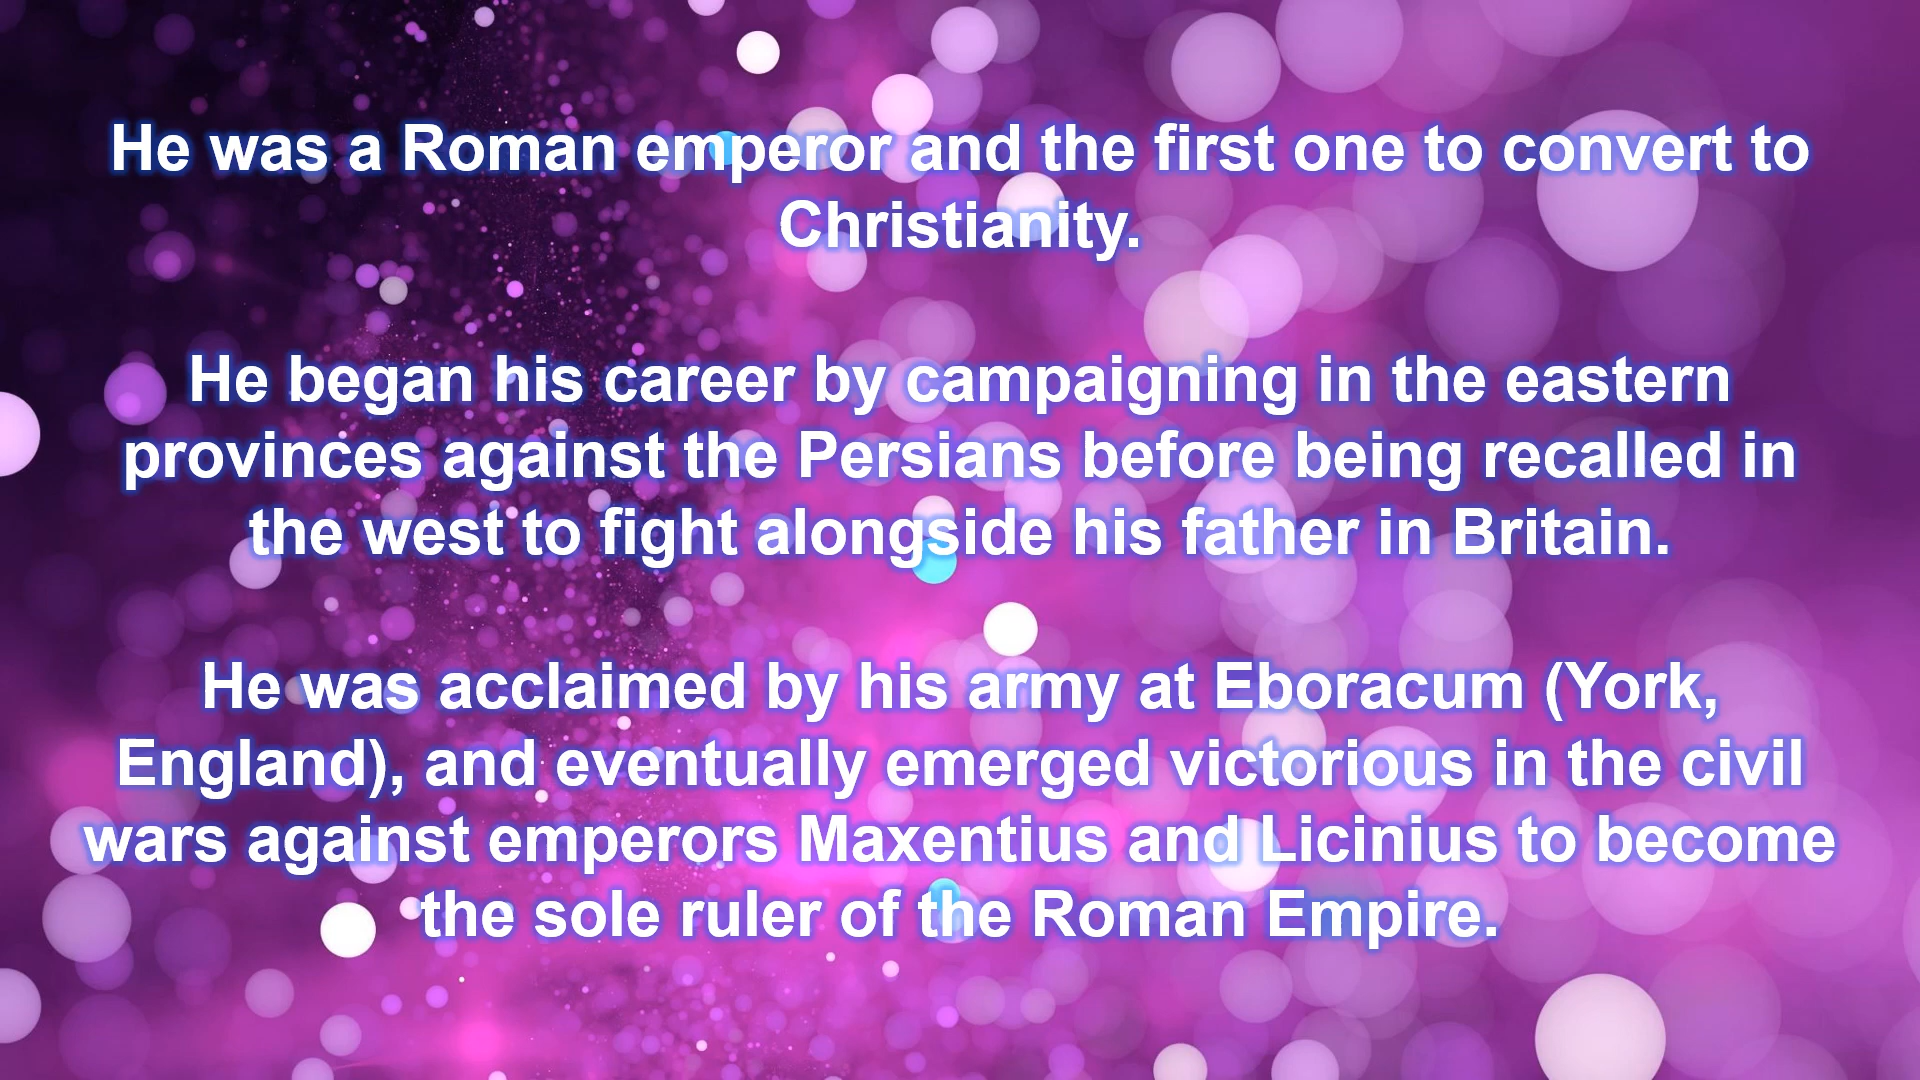 He was a Roman emperor and the first one to convert to
Christianity.
He began his career by campaigning in the eastern
provinces against the Persians before being recalled in
the west to fight alongside his father in Britain.
He was acclaimed by his army at Eboracum (York,
England), and eventually emerged victorious in the civil
wars against emperors Maxentius and Licinius to become
the sole ruler of the Roman Empire.